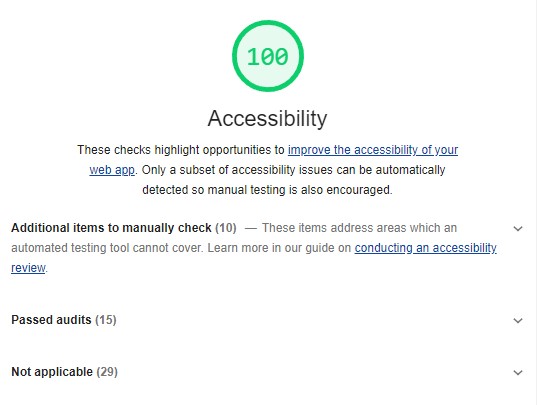 100
Accessibility
These checks highlight opportunities to improve the accessibility of your
web app. Only a subset of accessibility issues can be automatically
detected so manual testing is also encouraged.
Additional items to manually check (10) — These items address areas which an
automated testing tool cannot cover. Learn more in our guide on conducting an accessibility
review.
Passed audits (15)
Not applicable (29)